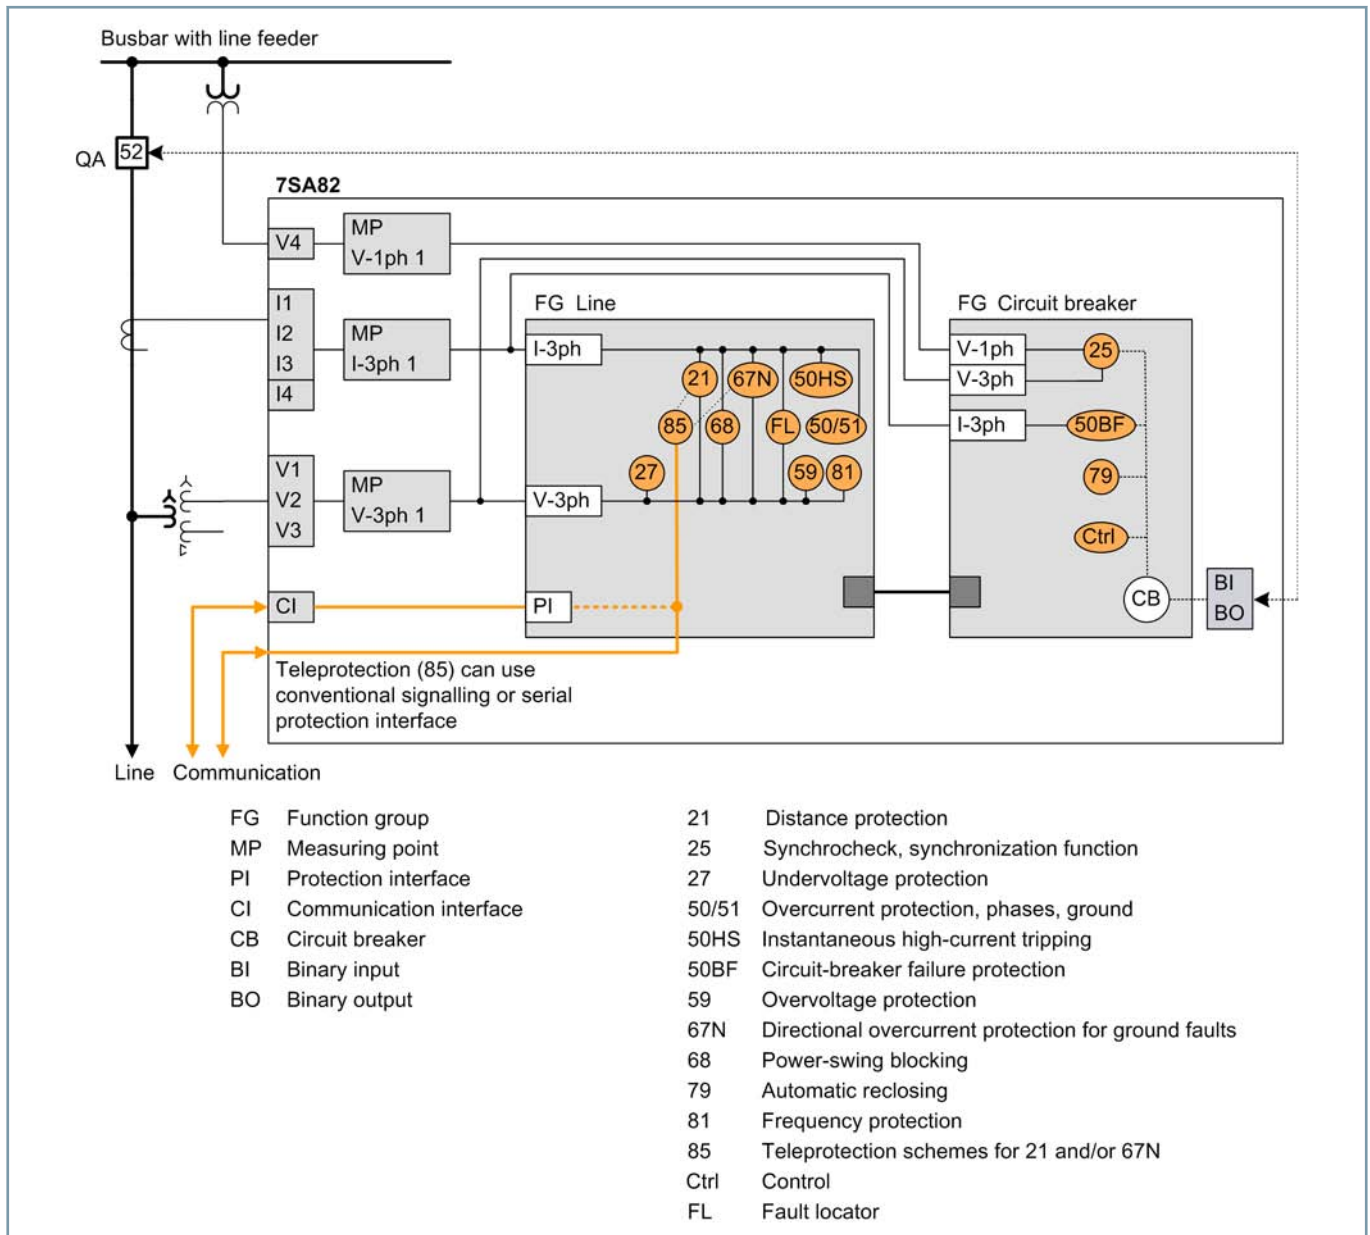 Busbar with line feeder
QA
52
7SA82
V4
MP
V-1ph 1
I1
I2
I3
I4
MP
I-3ph 1
V1
V2
V3
MP
V-3ph 1
CI
FG Line
I-3ph
21
67N
50HS
85
68
FL
50/51
27
59
81
V-3ph
PI
FG Circuit breaker
V-1ph
25
V-3ph
I-3ph
50BF
79
Ctrl
CB
BI
BO
Teleprotection (85) can use
conventional signalling or serial
protection interface
Line
Communication
FG Function group
MP Measuring point
PI Protection interface
CI Communication interface
CB Circuit breaker
BI Binary input
BO Binary output
21 Distance protection
25 Synchrocheck, synchronization function
27 Undervoltage protection
50/51 Overcurrent protection, phases, ground
50HS Instantaneous high-current tripping
50BF Circuit-breaker failure protection
59 Overvoltage protection
67N Directional overcurrent protection for ground faults
68 Power-swing blocking
79 Automatic reclosing
81 Frequency protection
85 Teleprotection schemes for 21 and/or 67N
Ctrl Control
FL Fault locator